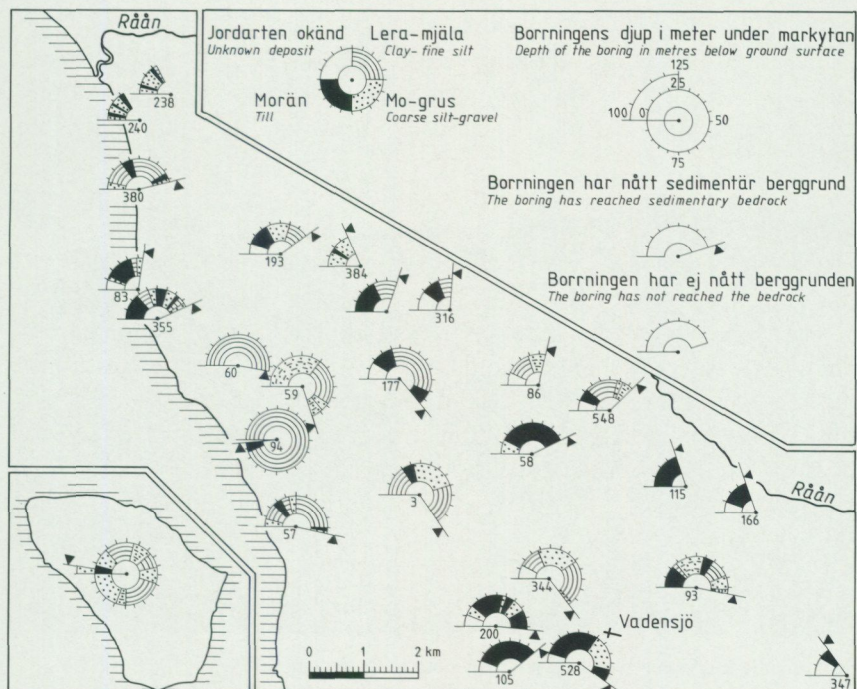 Råån
Jordarten okänd
Unknown deposit
Lera-mjäla
Clay- fine silt
Morän
Till
Mo-grus
Coarse silt-gravel
Borrningens djup i meter under markytan
Depth of the boring in metres below ground surface
125
25
100 0
50
75
Borrningen har nått sedimentär berggrund
The boring has reached sedimentary bedrock
Borrningen har ej nått berggrunden
The boring has not reached the bedrock
238
240
380
193
384
83
355
316
60
59
177
86
548
94
58
115
3
166
Råån
57
344
93
200
Vadensjö
105
528
347
0 1 2 km